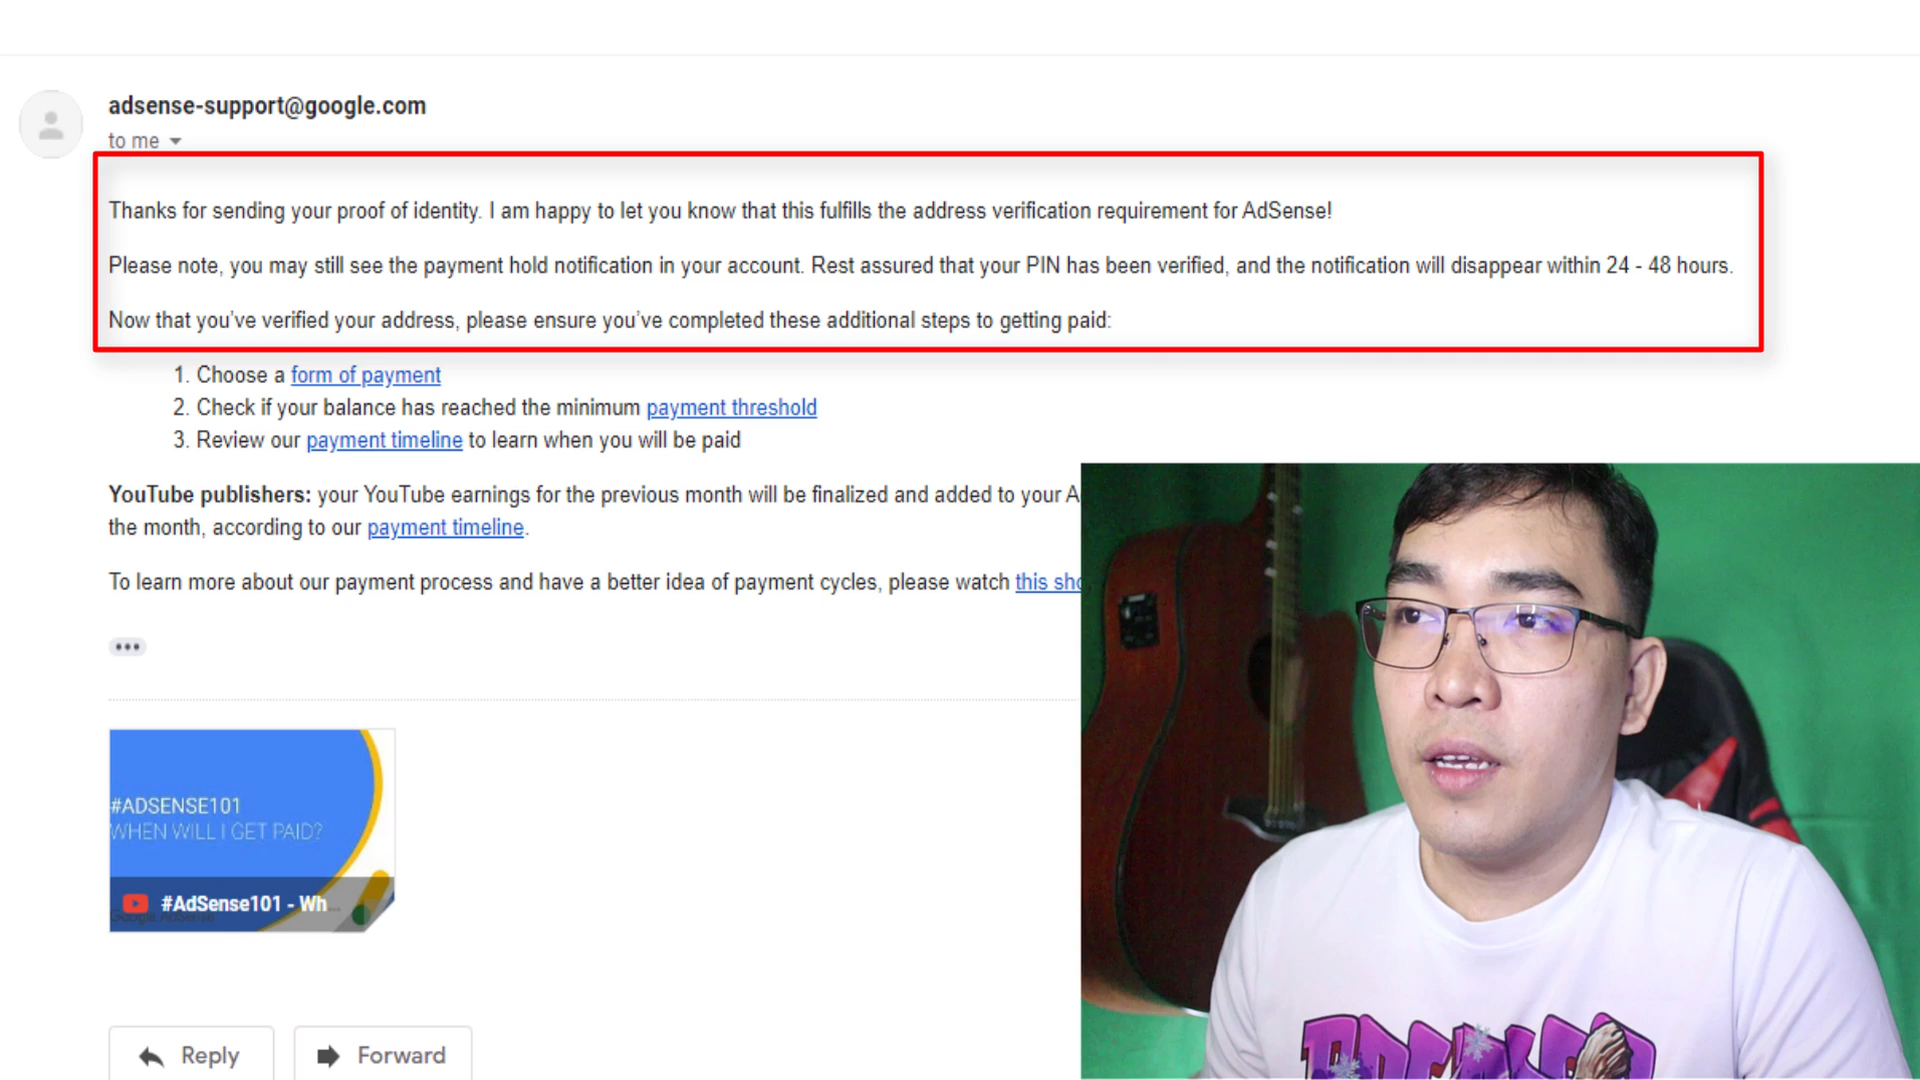 adsense-support@google.com
to me
Thanks for sending your proof of identity. I am happy to let you know that this fulfills the address verification requirement for AdSense!
Please note, you may still see the payment hold notification in your account. Rest assured that your PIN has been verified, and the notification will disappear within 24 - 48 hours.
Now that you’ve verified your address, please ensure you’ve completed these additional steps to getting paid:
1. Choose a form of payment
2. Check if your balance has reached the minimum payment threshold
3. Review our payment timeline to learn when you will be paid
YouTube publishers: your YouTube earnings for the previous month will be finalized and added to your A
the month, according to our payment timeline.
To learn more about our payment process and have a better idea of payment cycles, please watch this sho
#ADSENSE101
WHEN WILL I GET PAID?
#AdSense101 - Wh...
Reply
Forward